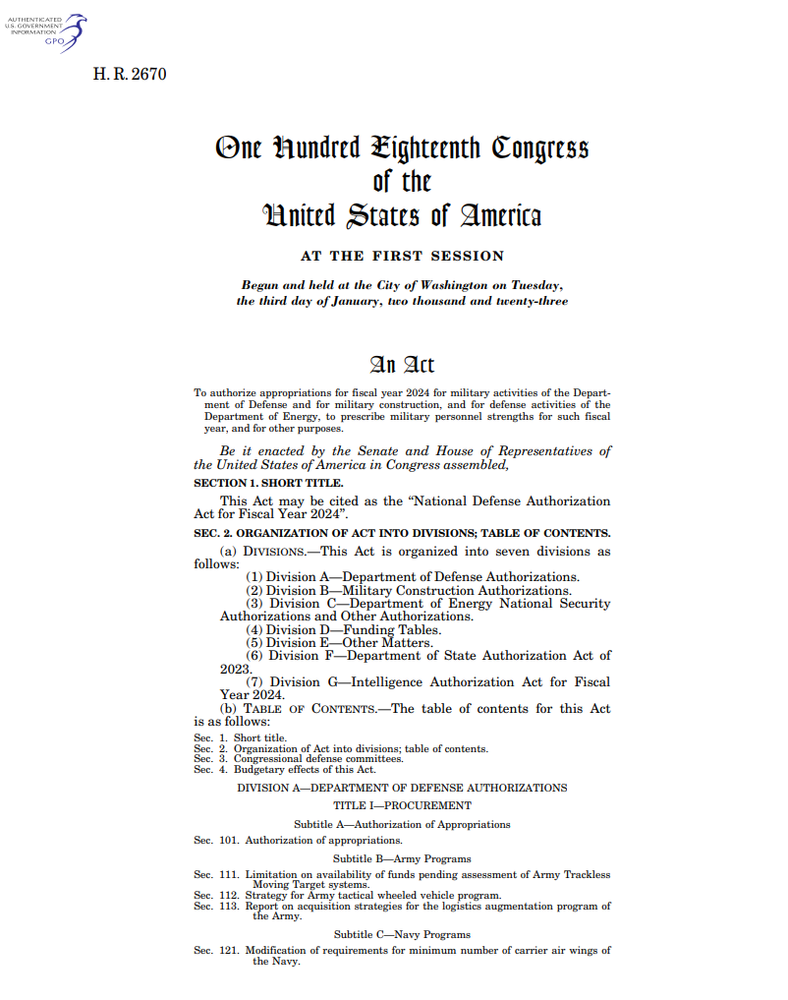 AUTHENTICATED
U.S. GOVERNMENT
INFORMATION
GPO
H. R. 2670
One Hundred Eighteenth Congress
of the
United States of America
AT THE FIRST SESSION
Begun and held at the City of Washington on Tuesday,
the third day of January, two thousand and twenty-three
An Act
To authorize appropriations for fiscal year 2024 for military activities of the Depart-
ment of Defense and for military construction, and for defense activities of the
Department of Energy, to prescribe military personnel strengths for such fiscal
year, and for other purposes.
Be it enacted by the Senate and House of Representatives of
the United States of America in Congress assembled,
SECTION 1. SHORT TITLE.
This Act may be cited as the “National Defense Authorization
Act for Fiscal Year 2024”.
SEC. 2. ORGANIZATION OF ACT INTO DIVISIONS; TABLE OF CONTENTS.
(a) DIVISIONS.—This Act is organized into seven divisions as
follows:
(1) Division A—Department of Defense Authorizations.
(2) Division B—Military Construction Authorizations.
(3) Division C—Department of Energy National Security
Authorizations and Other Authorizations.
(4) Division D—Funding Tables.
(5) Division E—Other Matters.
(6) Division F—Department of State Authorization Act of
2023.
(7) Division G—Intelligence Authorization Act for Fiscal
Year 2024.
(b) TABLE OF CONTENTS.—The table of contents for this Act
is as follows:
Sec. 1. Short title.
Sec. 2. Organization of Act into divisions; table of contents.
Sec. 3. Congressional defense committees.
Sec. 4. Budgetary effects of this Act.
DIVISION A—DEPARTMENT OF DEFENSE AUTHORIZATIONS
TITLE I—PROCUREMENT
Subtitle A—Authorization of Appropriations
Sec. 101. Authorization of appropriations.
Subtitle B—Army Programs
Sec. 111. Limitation on availability of funds pending assessment of Army Trackless
Moving Target systems.
Sec. 112. Strategy for Army tactical wheeled vehicle program.
Sec. 113. Report on acquisition strategies for the logistics augmentation program of
the Army.
Subtitle C—Navy Programs
Sec. 121. Modification of requirements for minimum number of carrier air wings of
the Navy.